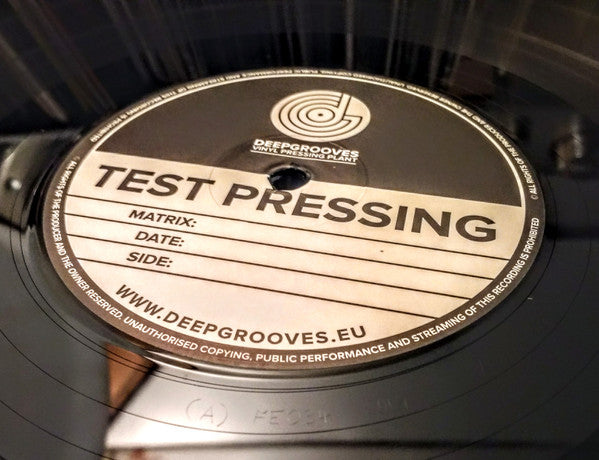 DEEPGROOVES
VINYL PRESSING PLANT
TEST PRESSING
MATRIX:
DATE:
SIDE:
WWW.DEEPGROOVES.EU
ALL RIGHTS OF THE PRODUCER AND THE OWNER RESERVED. UNAUTHORISED COPYING, PUBLIC PERFORMANCE AND STREAMING OF THIS RECORDING IS PROHIBITED
(A)